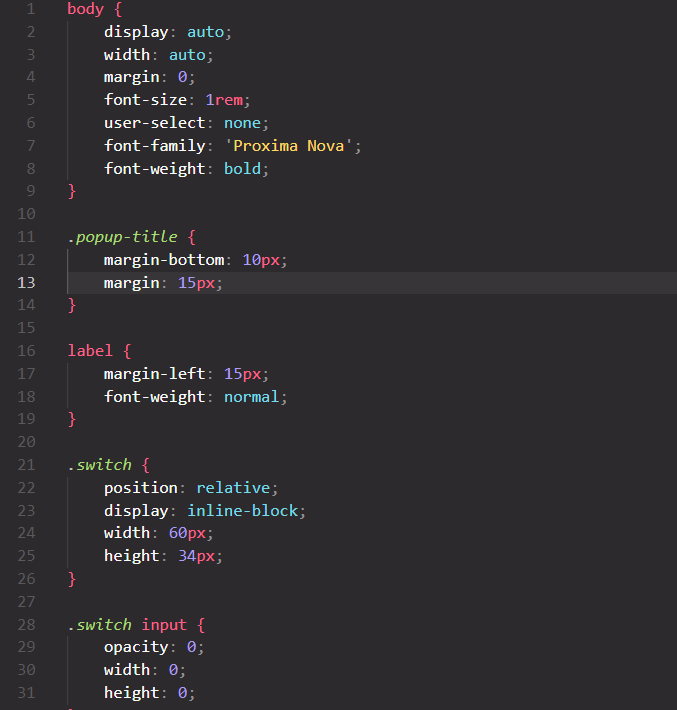 1 body {
2 display: auto;
3 width: auto;
4 margin: 0;
5 font-size: 1rem;
6 user-select: none;
7 font-family: 'Proxima Nova';
8 font-weight: bold;
9 }
10
11 .popup-title {
12 margin-bottom: 10px;
13 margin: 15px;
14 }
15
16 label {
17 margin-left: 15px;
18 font-weight: normal;
19 }
20
21 .switch {
22 position: relative;
23 display: inline-block;
24 width: 60px;
25 height: 34px;
26 }
27
28 .switch input {
29 opacity: 0;
30 width: 0;
31 height: 0;